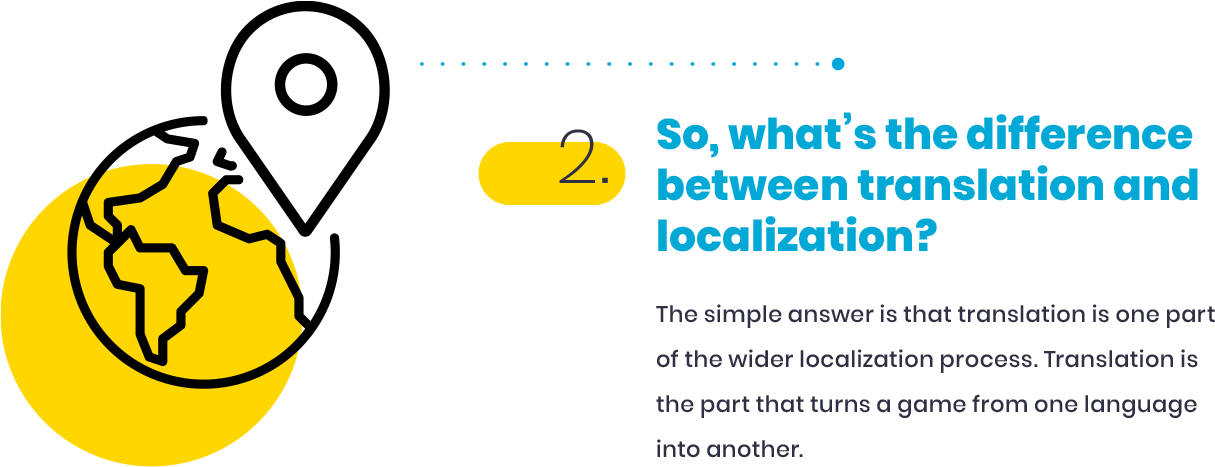 2.
So, what’s the difference
between translation and
localization?
The simple answer is that translation is one part
of the wider localization process. Translation is
the part that turns a game from one language
into another.